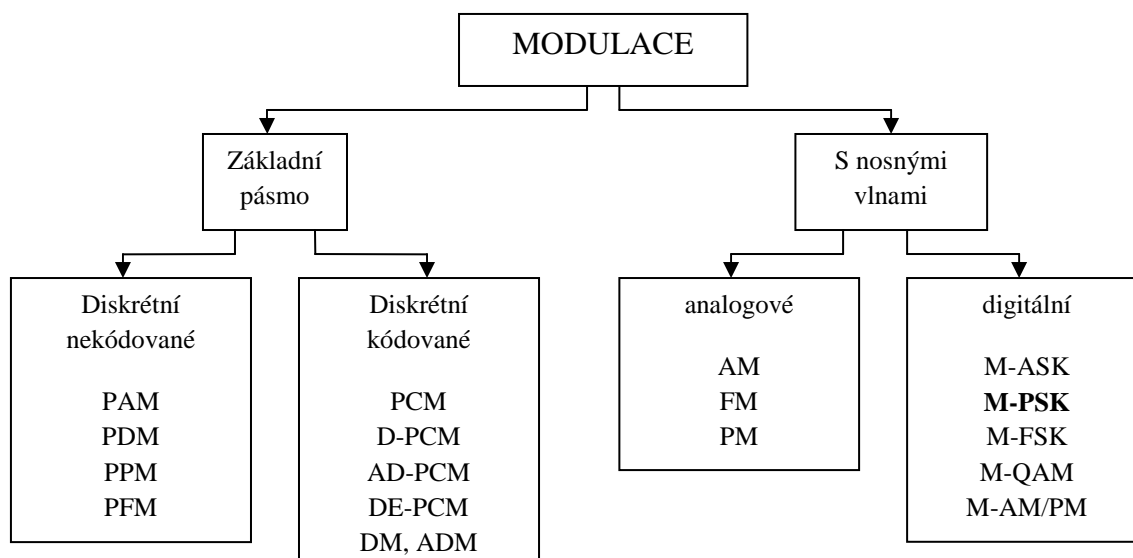 MODULACE
Základní
pásmo
S nosnými
vlnami
Diskrétní
nekódované
PAM
PDM
PPM
PFM
Diskrétní
kódované
PCM
D-PCM
AD-PCM
DE-PCM
DM, ADM
analogové
AM
FM
PM
digitální
M-ASK
M-PSK
M-FSK
M-QAM
M-AM/PM